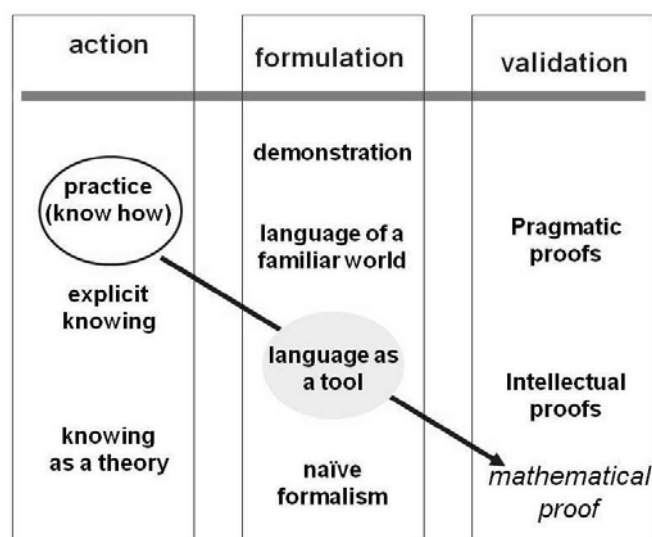 action
formulation
validation
practice
(know how)
explicit
knowing
knowing
as a theory
demonstration
language of a
familiar world
language as
a tool
naïve
formalism
Pragmatic
proofs
Intellectual
proofs
mathematical
proof